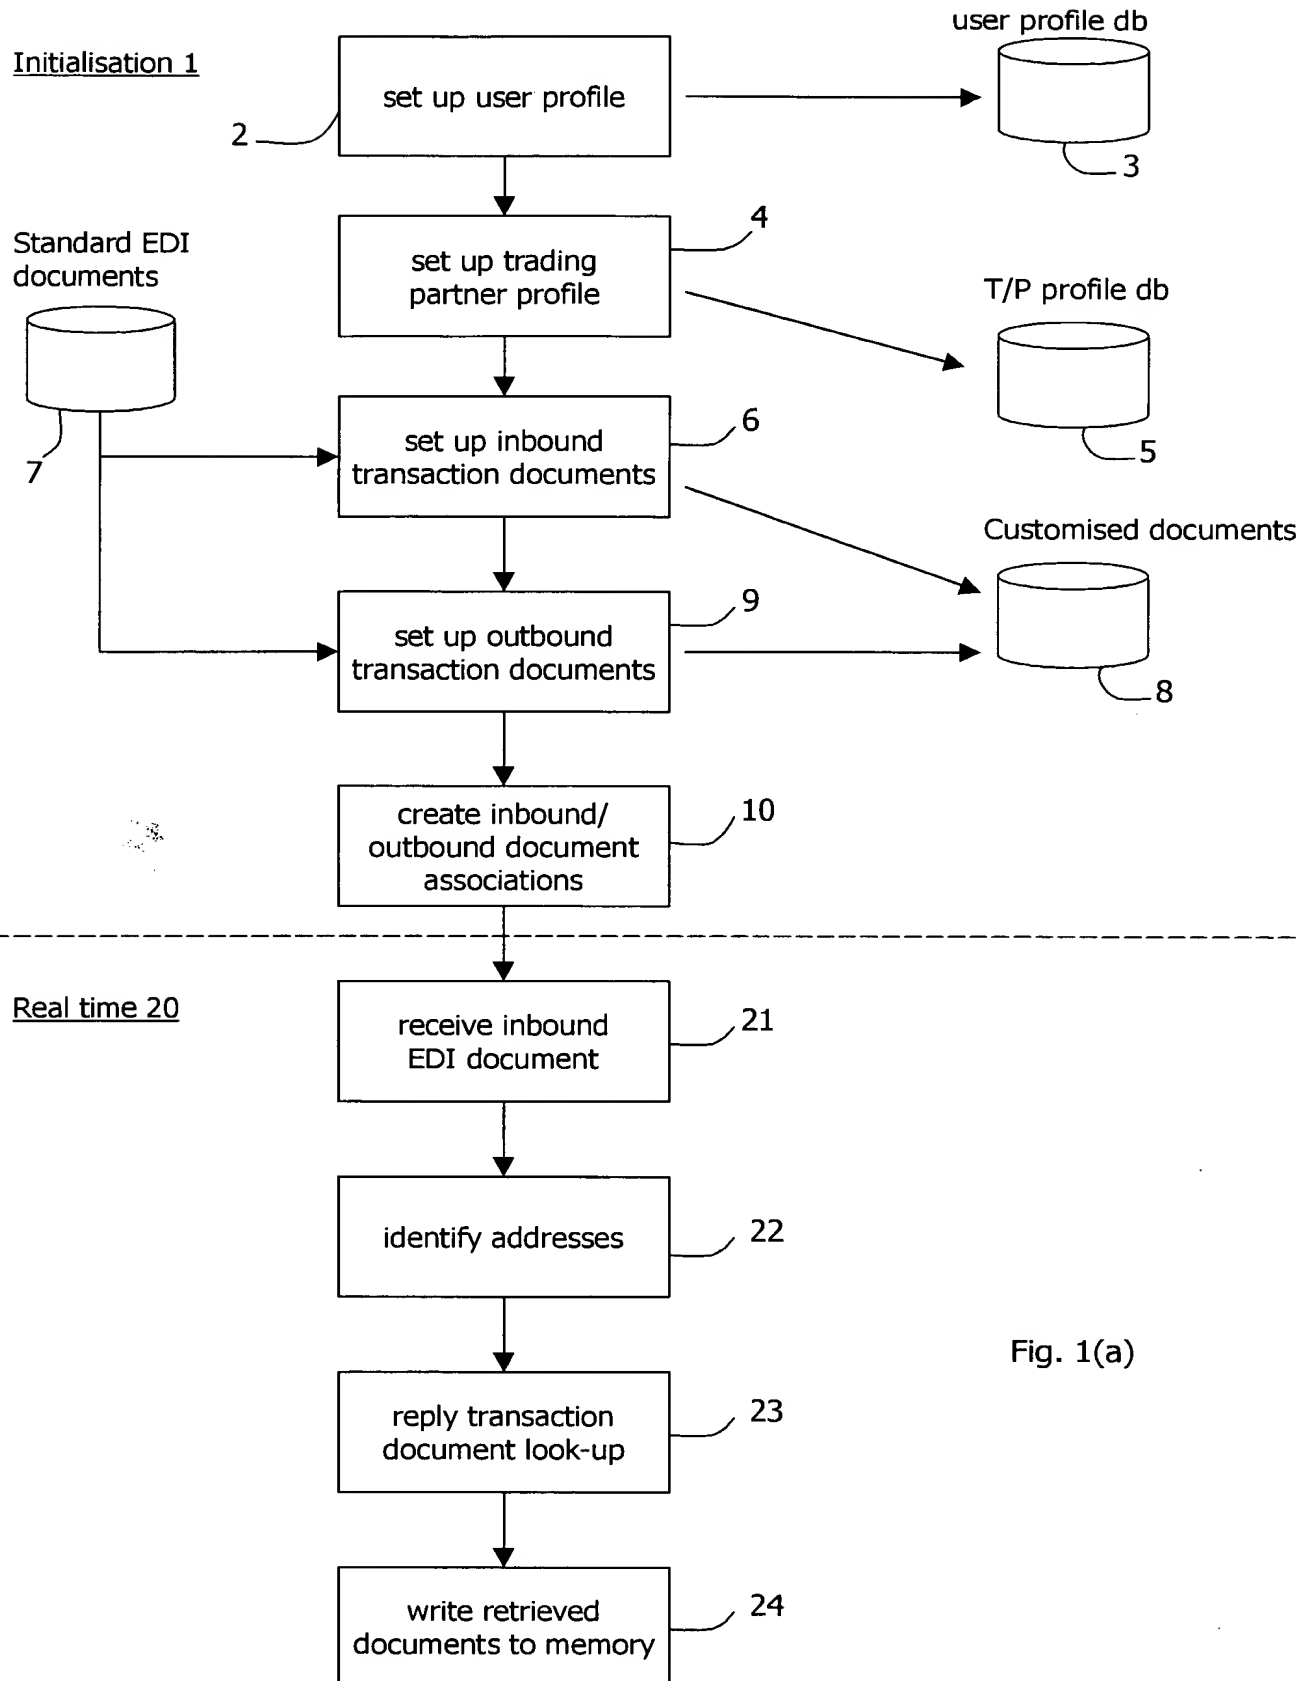 user profile db
Initialisation 1
set up user profile
2
3
Standard EDI
documents
4
set up trading
partner profile
T/P profile db
7
6
set up inbound
transaction documents
5
Customised documents
9
set up outbound
transaction documents
8
create inbound/
outbound document
associations
10
Real time 20
receive inbound
EDI document
21
identify addresses
22
Fig. 1(a)
reply transaction
document look-up
23
write retrieved
documents to memory
24